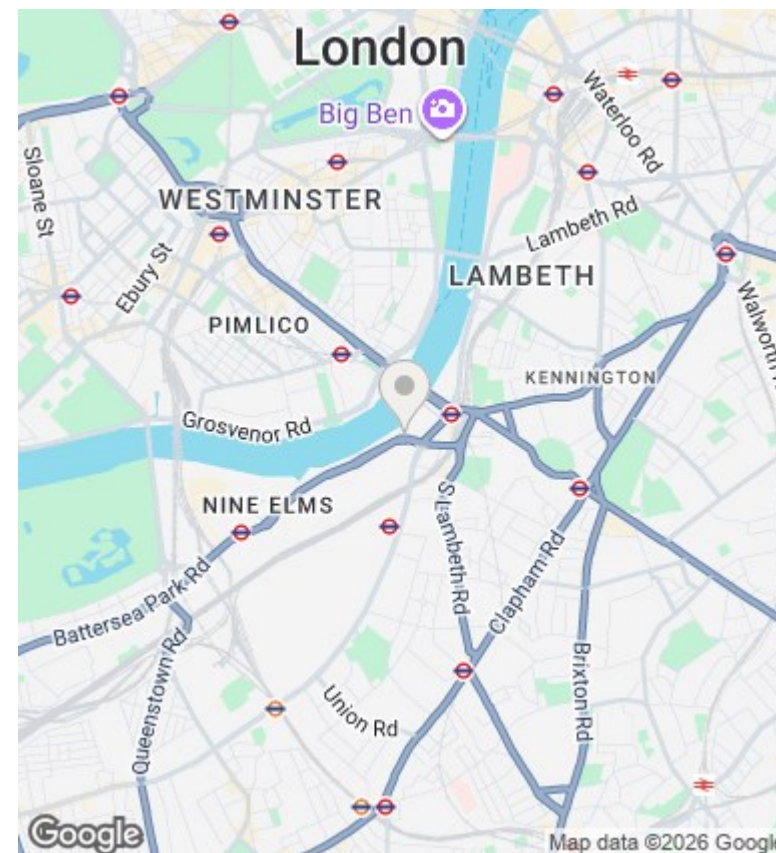 London
Big Ben
Waterloo Rd
Sloane St
WESTMINSTER
Lambeth Rd
Ebury St
LAMBETH
Walworth
PIMLICO
KENNINGTON
Grosvenor Rd
NINE ELMS
S Lambeth Rd
Clapham Rd
Battersea Park Rd
Queenstown Rd
Union Rd
Brixton Rd
Google
Map data ©2026 Google